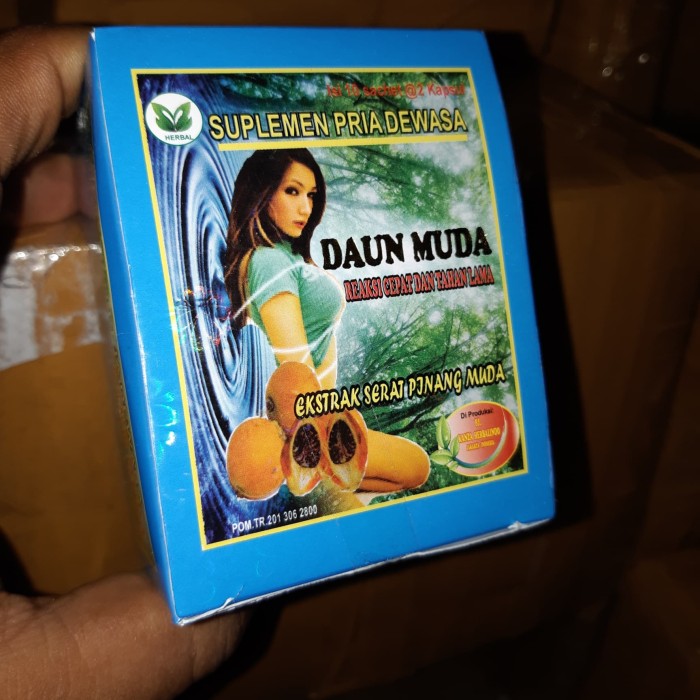 Isi 10 sachet @2 Kapsul
HERBAL
SUPLEMEN PRIA DEWASA
DAUN MUDA
REAKSI CEPAT DAN TAHAN LAMA
EKSTRAK SERAT PINANG MUDA
Di Produksi:
HERBALINDO
POM.TR.201 306 2800